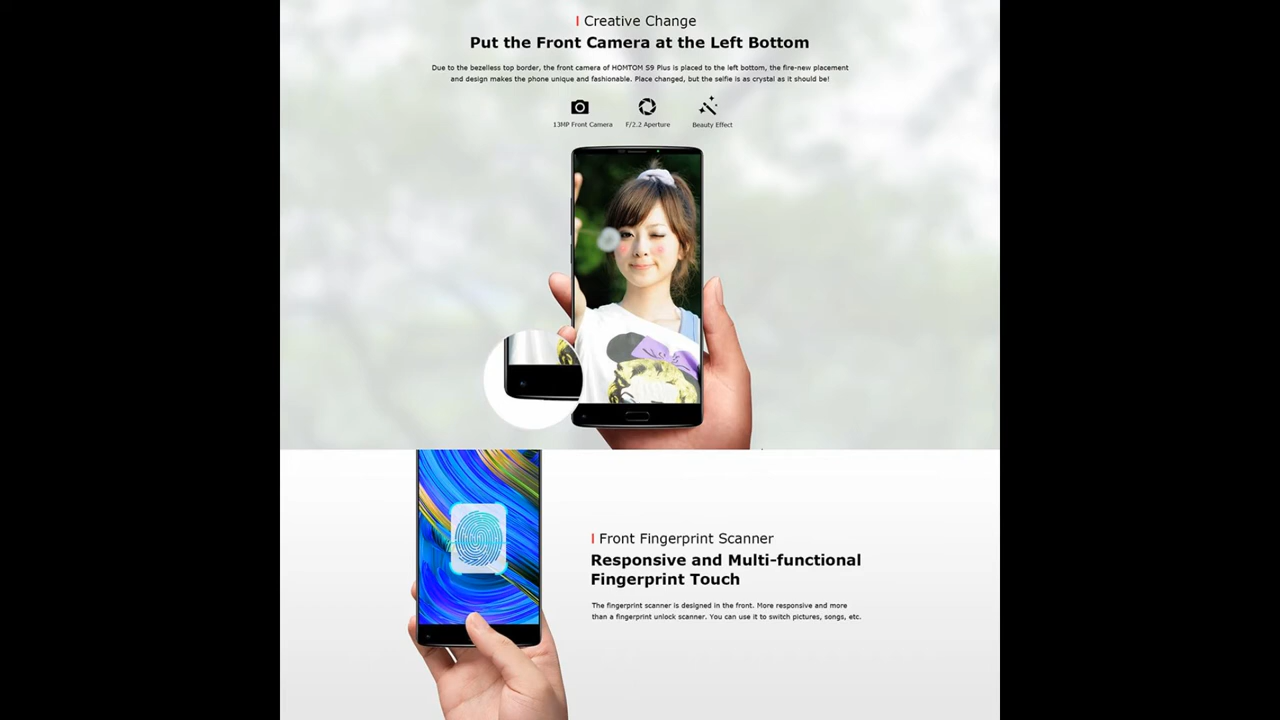 Creative Change
Put the Front Camera at the Left Bottom
Due to the bezelless top border, the front camera of HOMTOM S9 Plus is placed to the left bottom, the fire-new placement
and design makes the phone unique and fashionable. Place changed, but the selfie is as crystal as it should be!
13MP Front Camera F/2.2 Aperture Beauty Effect
Front Fingerprint Scanner
Responsive and Multi-functional
Fingerprint Touch
The fingerprint scanner is designed in the front. More responsive and more
than a fingerprint unlock scanner. You can use it to switch pictures, songs, etc.